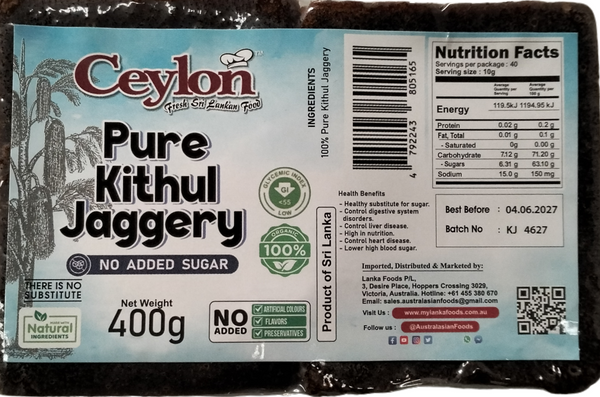 Ceylon
TM
Fresh Sri Lankan Food
Pure
Kithul
Jaggery
NO ADDED SUGAR
THERE IS NO
SUBSTITUTE
Natural
INGREDIENTS
Net Weight
400g
NO
ADDED
ARTIFICIAL COLOURS
FLAVORS
PRESERVATIVES
GLYCEMIC INDEX
GI
<55
LOW
ORGANIC
100%
INGREDIENTS
100% Pure Kithul Jaggery
4 792243 805165
Product of Sri Lanka
Health Benefits
- Healthy substitute for sugar.
- Control digestive system
disorders.
- Control liver disease.
- High in nutrition.
- Control heart disease.
- Lower high blood sugar.
Nutrition Facts
Servings per package : 40
Serving size : 10g
Average Quantity per Serving Average Quantity per 100 g
Energy 119.5kJ 1194.95 kJ
Protein 0.02 g 0.2 g
Fat, Total 0.01 g 0.1 g
- Saturated 0g 0.00 g
Carbohydrate 7.12 g 71.20 g
- Sugars 6.31 g 63.10 g
Sodium 15.0 g 150 mg
Best Before : 04.06.2027
Batch No : KJ 4627
Imported, Distributed & Marketed by:
Lanka Foods P/L,
3, Desire Place, Hoppers Crossing 3029,
Victoria, Australia. Hotline: +61 455 380 670
Email: sales.australasianfoods@gmail.com
Visit Us : www.mylankafoods.com.au
Follow us : @AustralasianFoods